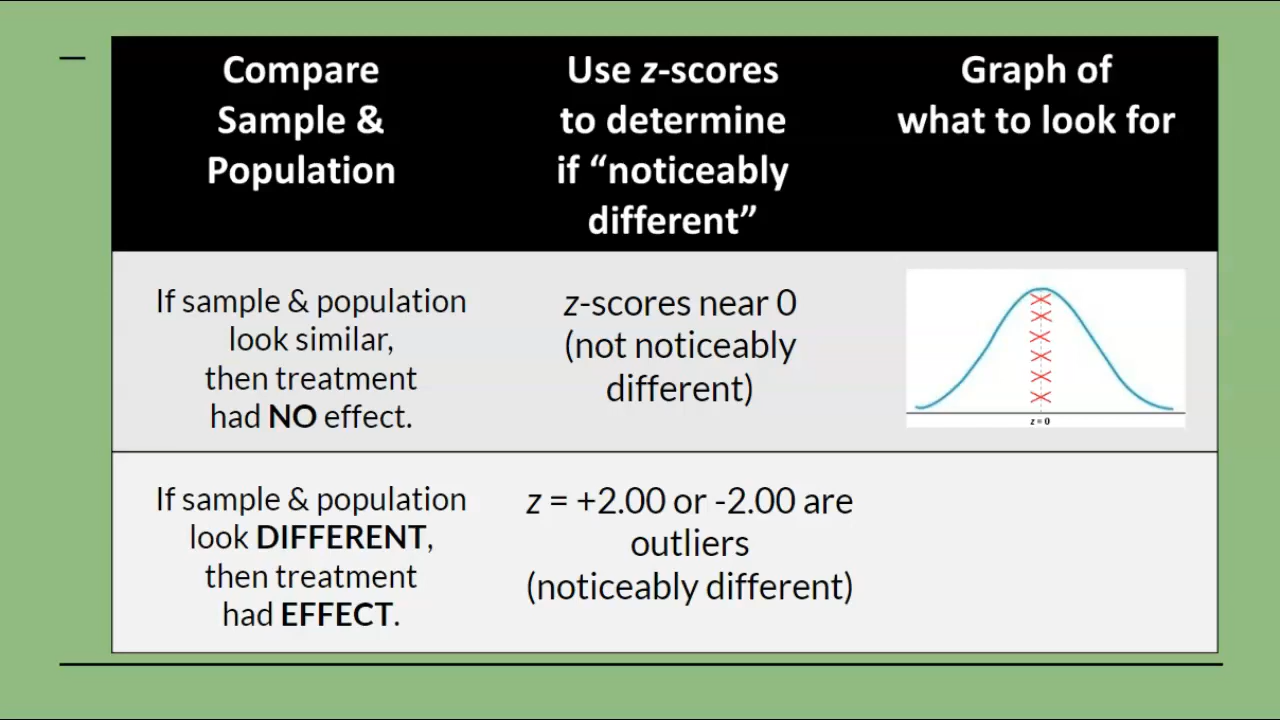 Compare
Sample &
Population
Use z-scores
to determine
if “noticeably
different”
Graph of
what to look for
If sample & population
look similar,
then treatment
had NO effect.
z-scores near 0
(not noticeably
different)
z = 0
If sample & population
look DIFFERENT,
then treatment
had EFFECT.
z = +2.00 or -2.00 are
outliers
(noticeably different)